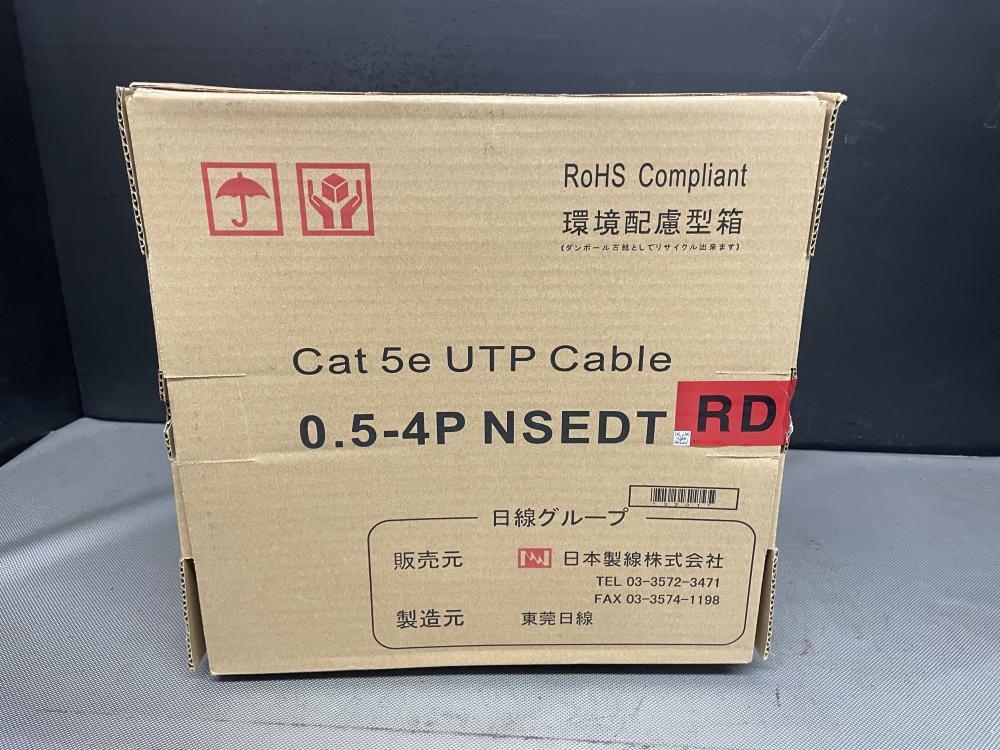 RoHS Compliant
環境配慮型箱
(ダンボール古紙としてリサイクル出来ます)
Cat 5e UTP Cable
0.5-4P NSEDT RD
日線グループ
販売元 日本製線株式会社
TEL 03-3572-3471
FAX 03-3574-1198
製造元 東莞日線